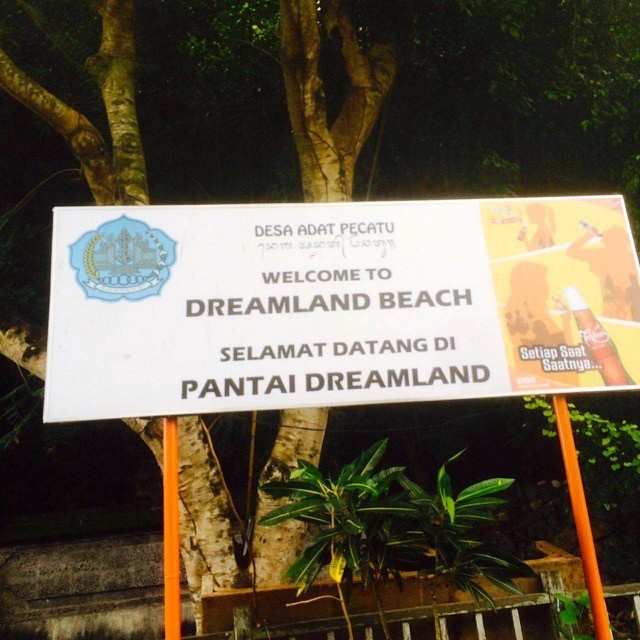 DESA ADAT PECATU
WELCOME TO
DREAMLAND BEACH
SELAMAT DATANG DI
PANTAI DREAMLAND
Setiap Saat
Saatnya...